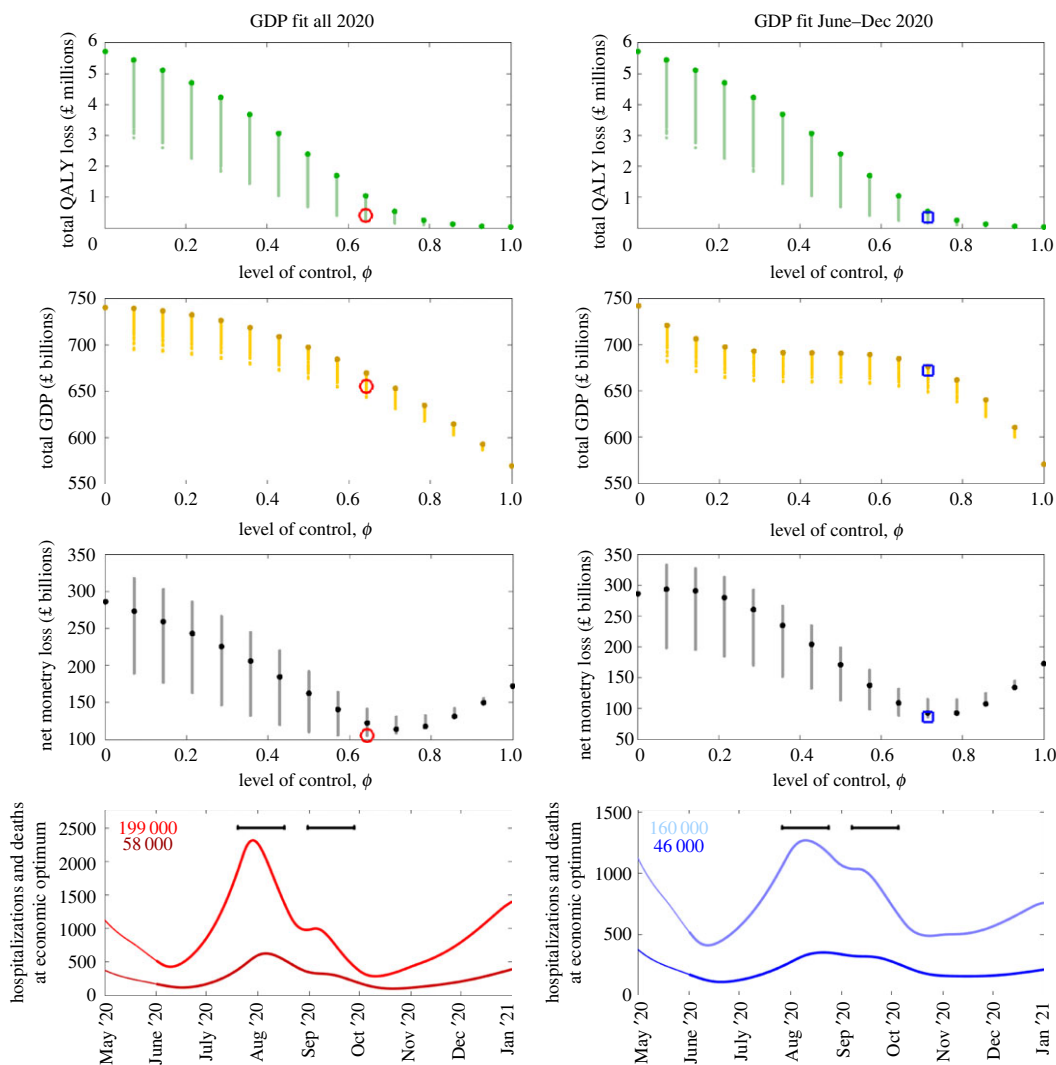 GDP fit all 2020
GDP fit June–Dec 2020
total QALY loss (£ millions)
6
5
4
3
2
1
0
0.2
0.4
0.6
0.8
1.0
level of control, ϕ
total QALY loss (£ millions)
6
5
4
3
2
1
0
0.2
0.4
0.6
0.8
1.0
level of control, ϕ
total GDP (£ billions)
750
700
650
600
550
0
0.2
0.4
0.6
0.8
1.0
level of control, ϕ
total GDP (£ billions)
750
700
650
600
550
0
0.2
0.4
0.6
0.8
1.0
level of control, ϕ
net monetry loss (£ billions)
350
300
250
200
150
100
0
0.2
0.4
0.6
0.8
1.0
level of control, ϕ
net monetry loss (£ billions)
350
300
250
200
150
100
50
0
0.2
0.4
0.6
0.8
1.0
level of control, ϕ
hospitalizations and deaths
at economic optimum
199 000
58 000
2500
2000
1500
1000
500
0
May '20
June '20
July '20
Aug '20
Sep '20
Oct '20
Nov '20
Dec '20
Jan '21
hospitalizations and deaths
at economic optimum
160 000
46 000
1500
1000
500
0
May '20
June '20
July '20
Aug '20
Sep '20
Oct '20
Nov '20
Dec '20
Jan '21